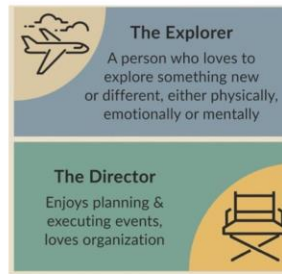 The Explorer
A person who loves to
explore something new
or different, either physically,
emotionally or mentally
The Director
Enjoys planning &
executing events,
loves organization